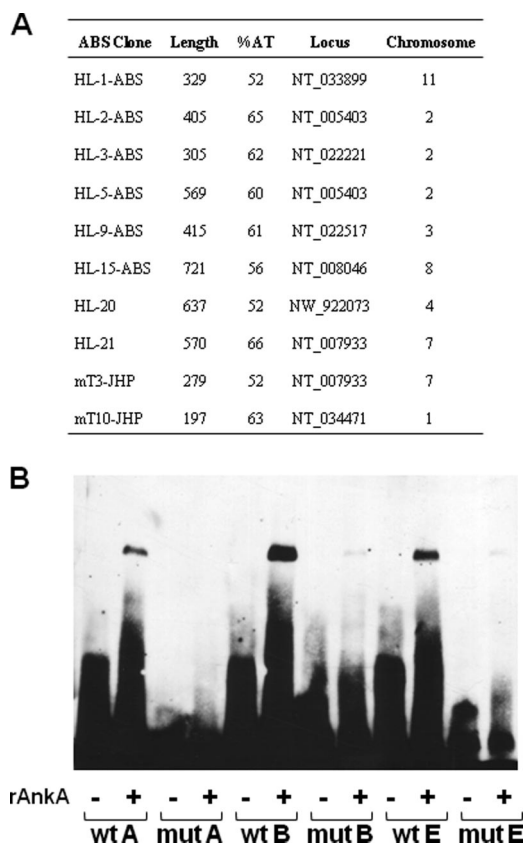 A
ABS Clone Length %AT Locus Chromosome
HL-1-ABS 329 52 NT_033899 11
HL-2-ABS 405 65 NT_005403 2
HL-3-ABS 305 62 NT_022221 2
HL-5-ABS 569 60 NT_005403 2
HL-9-ABS 415 61 NT_022517 3
HL-15-ABS 721 56 NT_008046 8
HL-20 637 52 NW_922073 4
HL-21 570 66 NT_007933 7
mT3-JHP 279 52 NT_007933 7
mT10-JHP 197 63 NT_034471 1
B
rAnkA - + - + - + - + - + - +
wt A mut A wt B mut B wt E mut E